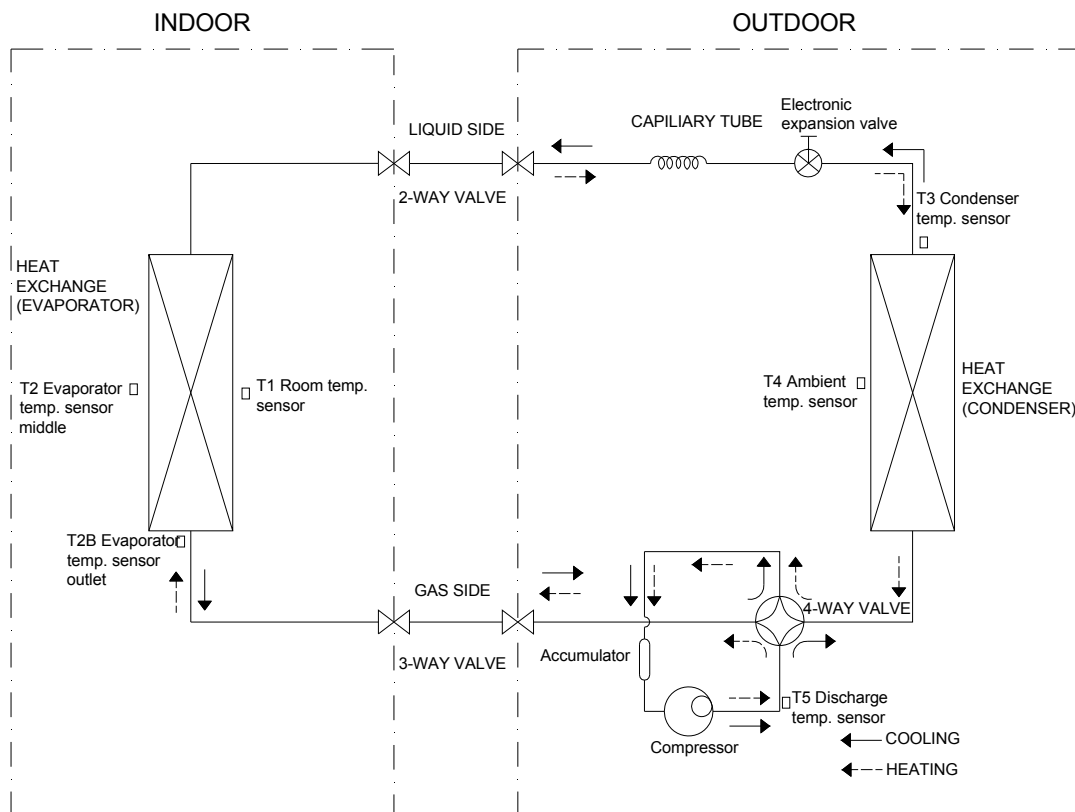 INDOOR
OUTDOOR
Electronic
expansion valve
LIQUID SIDE
CAPILIARY TUBE
2-WAY VALVE
T3 Condenser
temp. sensor
HEAT
EXCHANGE
(EVAPORATOR)
T2 Evaporator
temp. sensor
middle
T1 Room temp.
sensor
T4 Ambient
temp. sensor
HEAT
EXCHANGE
(CONDENSER)
T2B Evaporator
temp. sensor
outlet
GAS SIDE
4-WAY VALVE
3-WAY VALVE
Accumulator
T5 Discharge
temp. sensor
Compressor
COOLING
HEATING